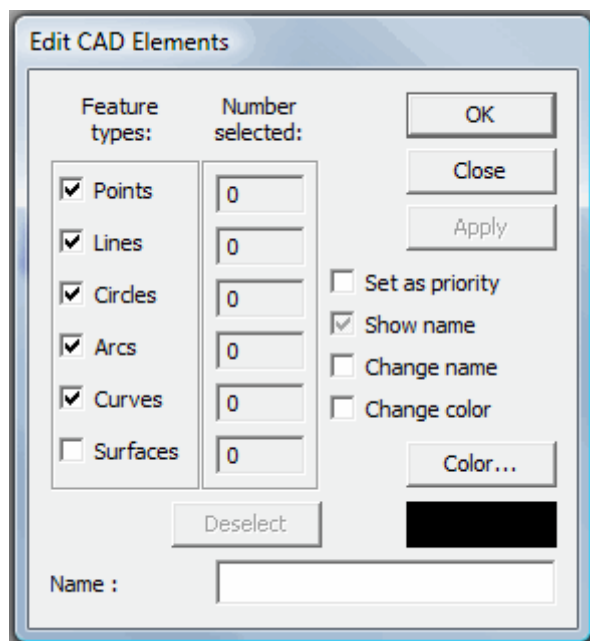 Edit CAD Elements
Feature types:
Number selected:
OK
Close
Apply
Points 0
Lines 0
Circles 0
Arcs 0
Curves 0
Surfaces 0
Set as priority
Show name
Change name
Change color
Color...
Deselect
Name :